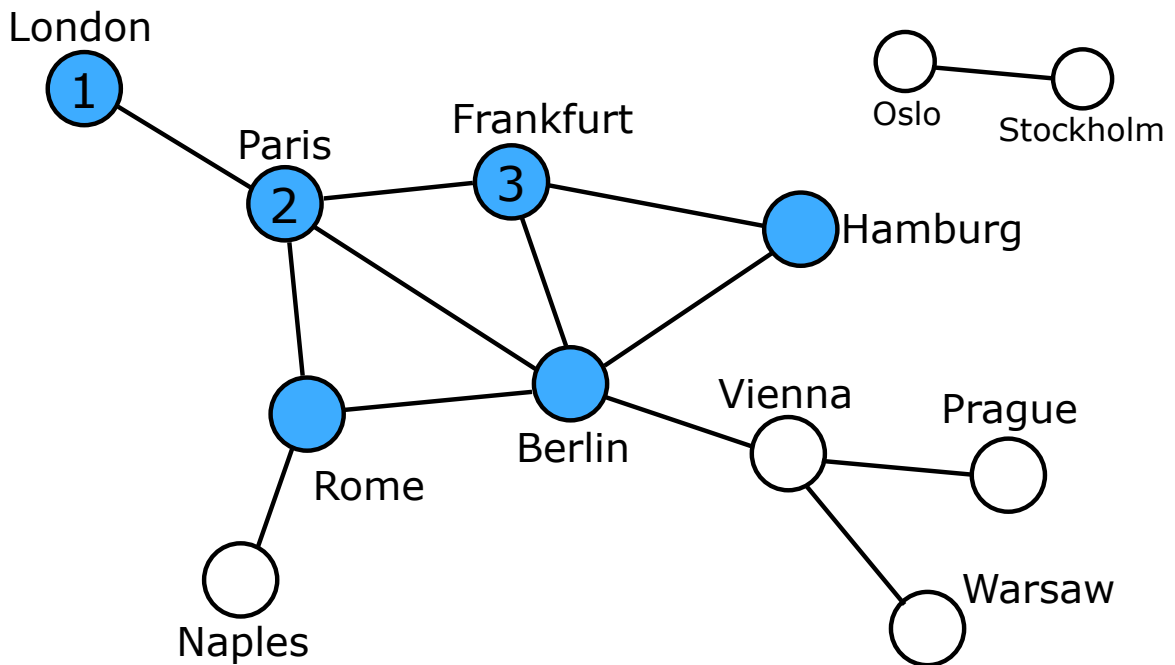 London
1
Oslo
Stockholm
Frankfurt
Paris
3
2
Hamburg
Vienna
Prague
Berlin
Rome
Warsaw
Naples